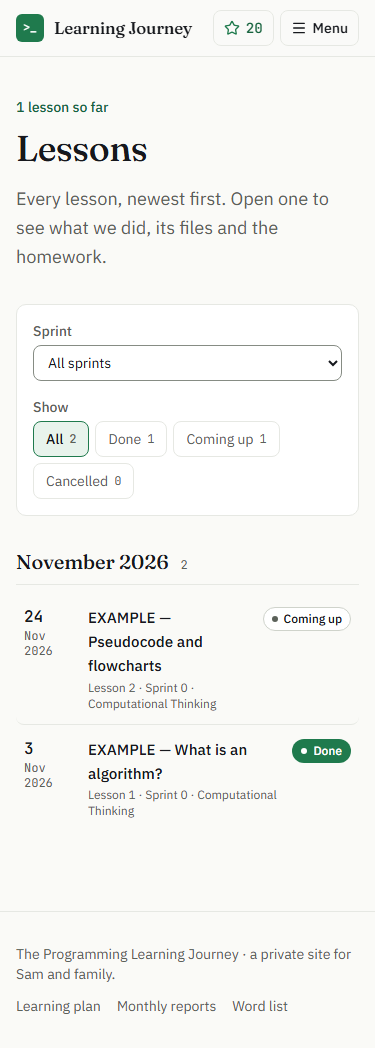 >_ Learning Journey 20 Menu
1 lesson so far
Lessons
Every lesson, newest first. Open one to
see what we did, its files and the
homework.
Sprint
All sprints
Show
All 2 Done 1 Coming up 1
Cancelled 0
November 2026 2
24
Nov
2026
EXAMPLE —
Pseudocode and
flowcharts
Lesson 2 · Sprint 0 ·
Computational Thinking
Coming up
3
Nov
2026
EXAMPLE — What is an
algorithm?
Lesson 1 · Sprint 0 · Computational
Thinking
Done
The Programming Learning Journey · a private site for
Sam and family.
Learning plan Monthly reports Word list